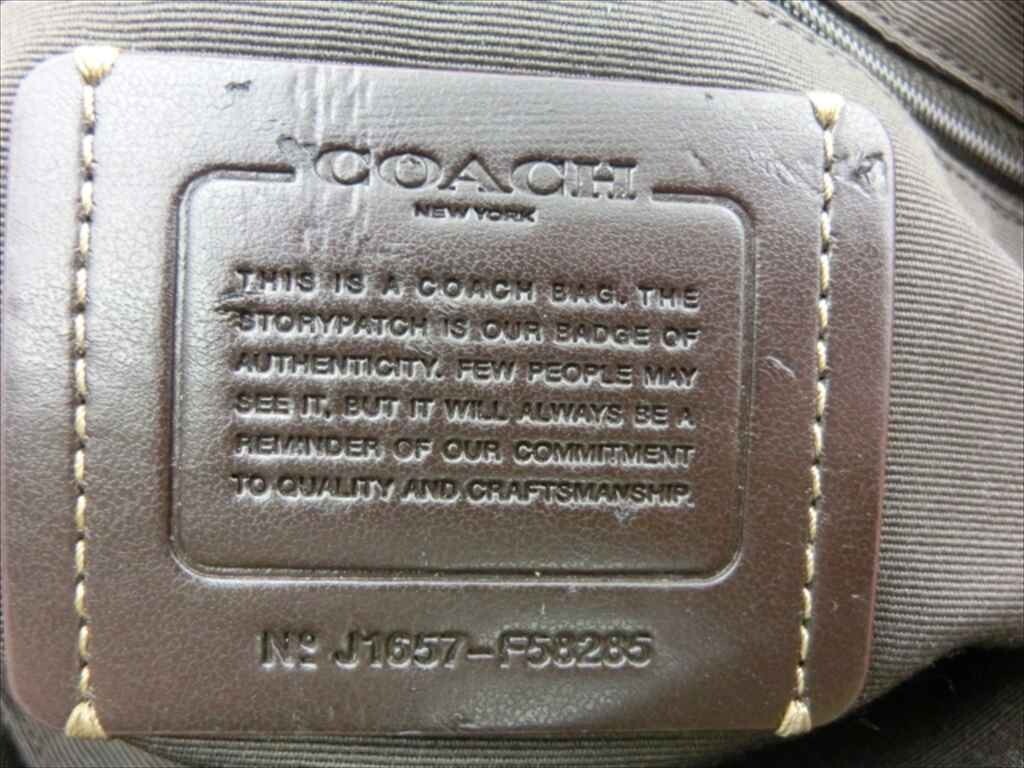 COACH
NEW YORK
THIS IS A COACH BAG. THE
STORYPATCH IS OUR BADGE OF
AUTHENTICITY. FEW PEOPLE MAY
SEE IT, BUT IT WILL ALWAYS BE A
REMINDER OF OUR COMMITMENT
TO QUALITY AND CRAFTSMANSHIP.
Nº J1657-F58285